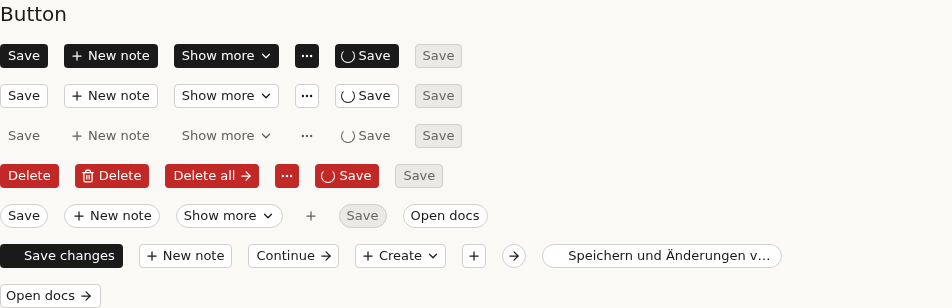 Button
Save New note Show more ... Save Save
Save New note Show more ... Save Save
Save New note Show more ... Save Save
Delete Delete Delete all ... Save Save
Save New note Show more Save Open docs
Save changes New note Continue Create Speichern und Änderungen v...
Open docs